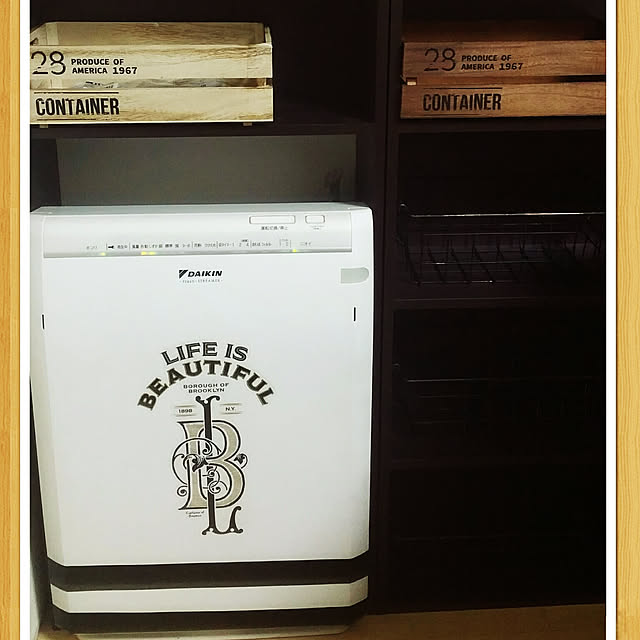 28 PRODUCE OF
AMERICA 1967
CONTAINER
28 PRODUCE OF
AMERICA 1967
CONTAINER
DAIKIN
LIFE IS
BEAUTIFUL
BOROUGH OF
BROOKLYN
1898 N.Y.
B
L